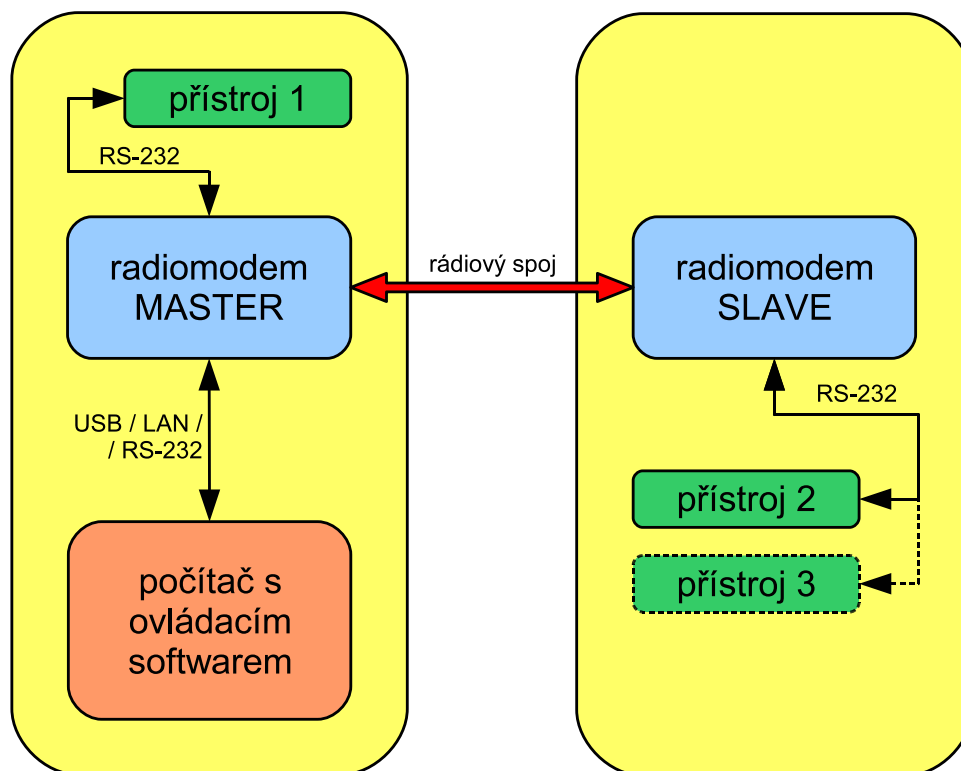 přístroj 1
RS-232
radiomodem
MASTER
USB / LAN /
/ RS-232
počítač s
ovládacím
softwarem
rádiový spoj
radiomodem
SLAVE
RS-232
přístroj 2
přístroj 3